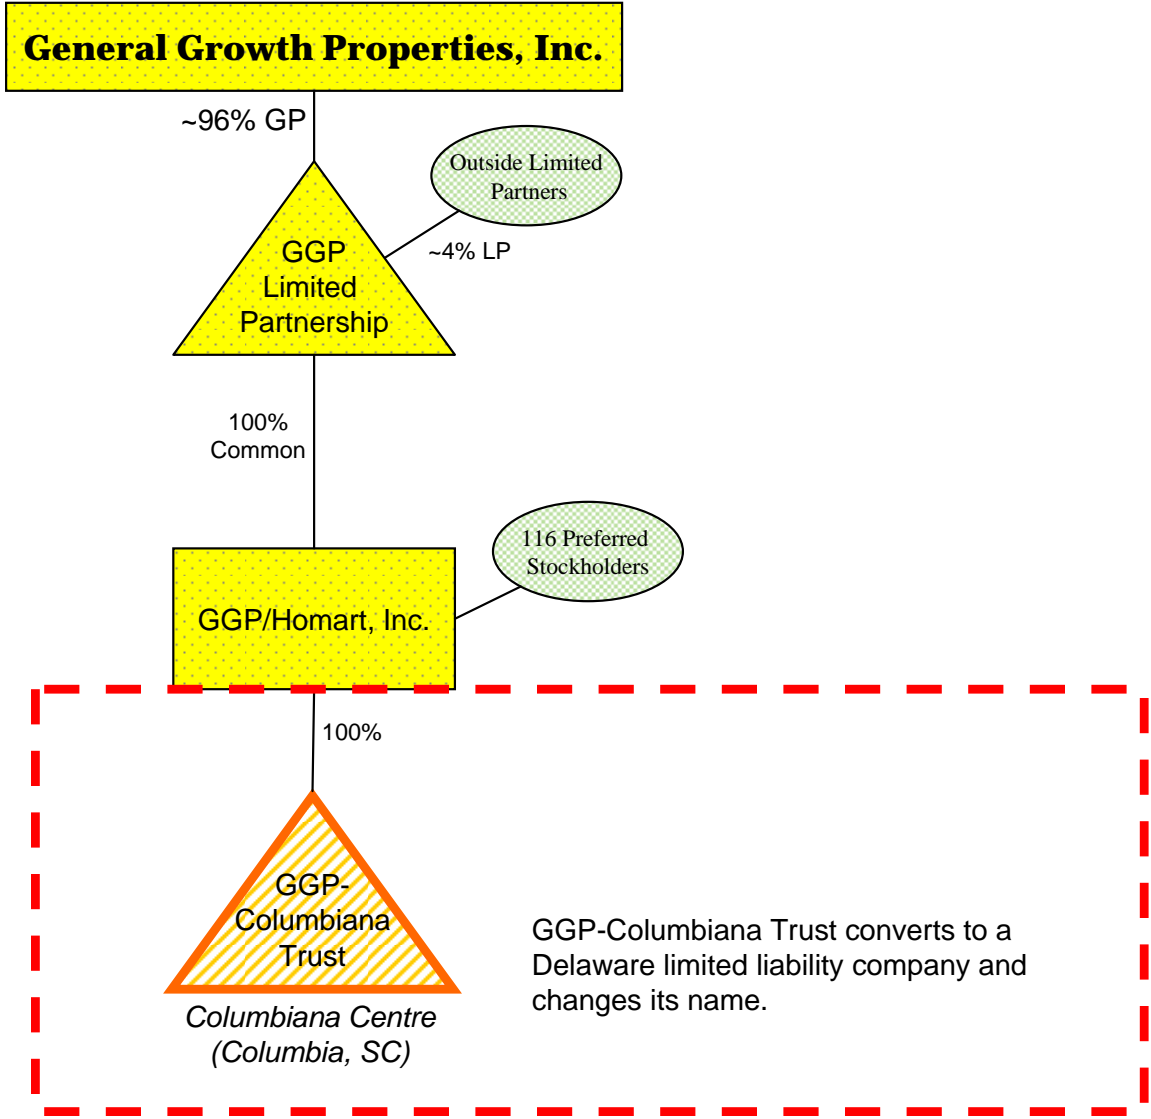 General Growth Properties, Inc.
~96% GP
Outside Limited
Partners
~4% LP
GGP
Limited
Partnership
100%
Common
116 Preferred
Stockholders
GGP/Homart, Inc.
100%
GGP-
Columbiana
Trust
Columbiana Centre
(Columbia, SC)
GGP-Columbiana Trust converts to a
Delaware limited liability company and
changes its name.